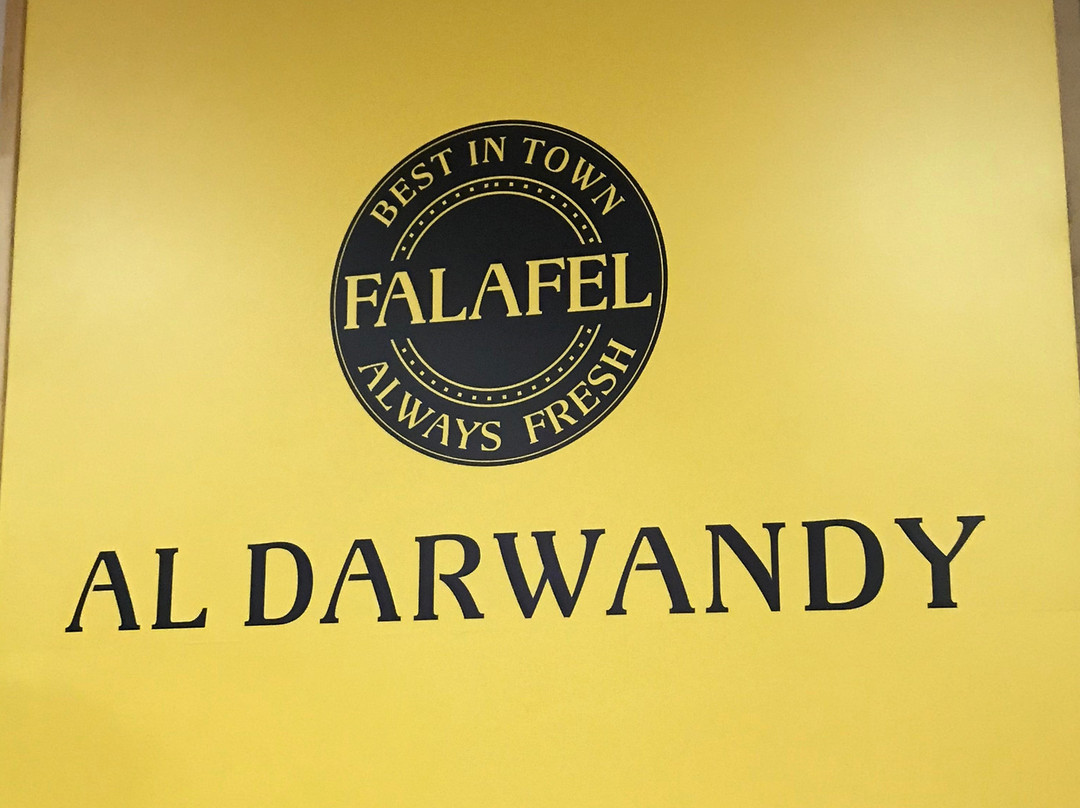 BEST IN TOWN
FALAFEL
ALWAYS FRESH
AL DARWANDY